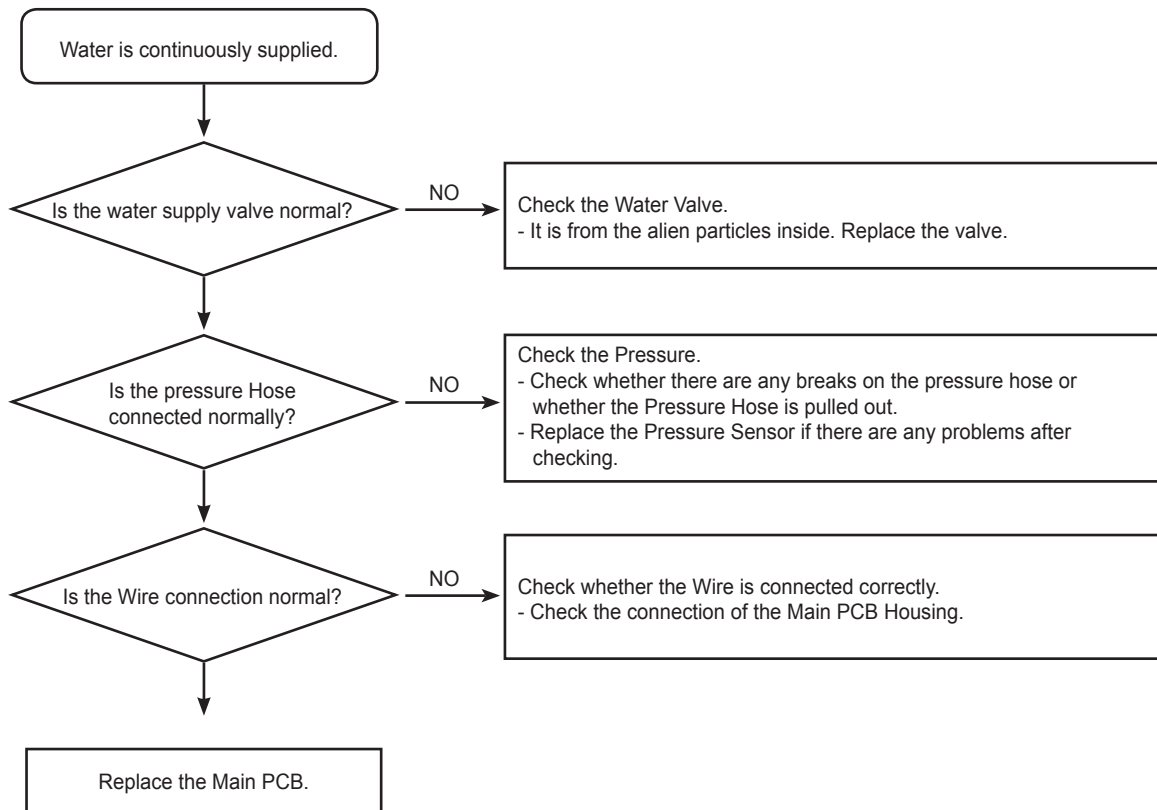 Water is continuously supplied.
Is the water supply valve normal?
NO
Check the Water Valve.
- It is from the alien particles inside. Replace the valve.
Is the pressure Hose
connected normally?
NO
Check the Pressure.
- Check whether there are any breaks on the pressure hose or
whether the Pressure Hose is pulled out.
- Replace the Pressure Sensor if there are any problems after
checking.
Is the Wire connection normal?
NO
Check whether the Wire is connected correctly.
- Check the connection of the Main PCB Housing.
Replace the Main PCB.